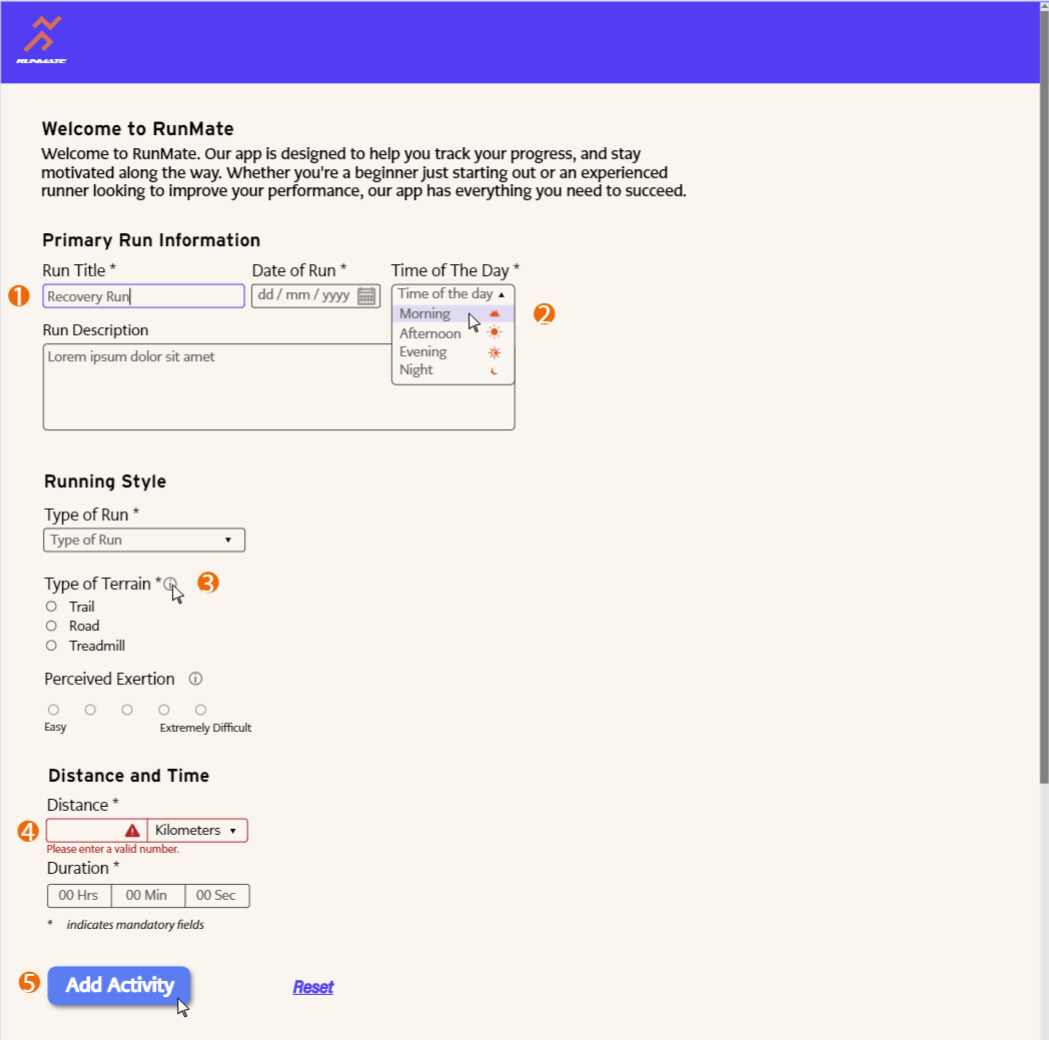 RUNMATE
Welcome to RunMate
Welcome to RunMate. Our app is designed to help you track your progress, and stay
motivated along the way. Whether you're a beginner just starting out or an experienced
runner looking to improve your performance, our app has everything you need to succeed.
Primary Run Information
Run Title * Date of Run * Time of The Day *
1 Recovery Run dd / mm / yyyy Time of the day
Morning 2
Run Description
Afternoon
Lorem ipsum dolor sit amet Evening
Night
Running Style
Type of Run *
Type of Run
Type of Terrain * 3
Trail
Road
Treadmill
Perceived Exertion
Easy Extremely Difficult
Distance and Time
Distance *
4 Kilometers
Please enter a valid number.
Duration *
00 Hrs 00 Min 00 Sec
* indicates mandatory fields
5 Add Activity Reset